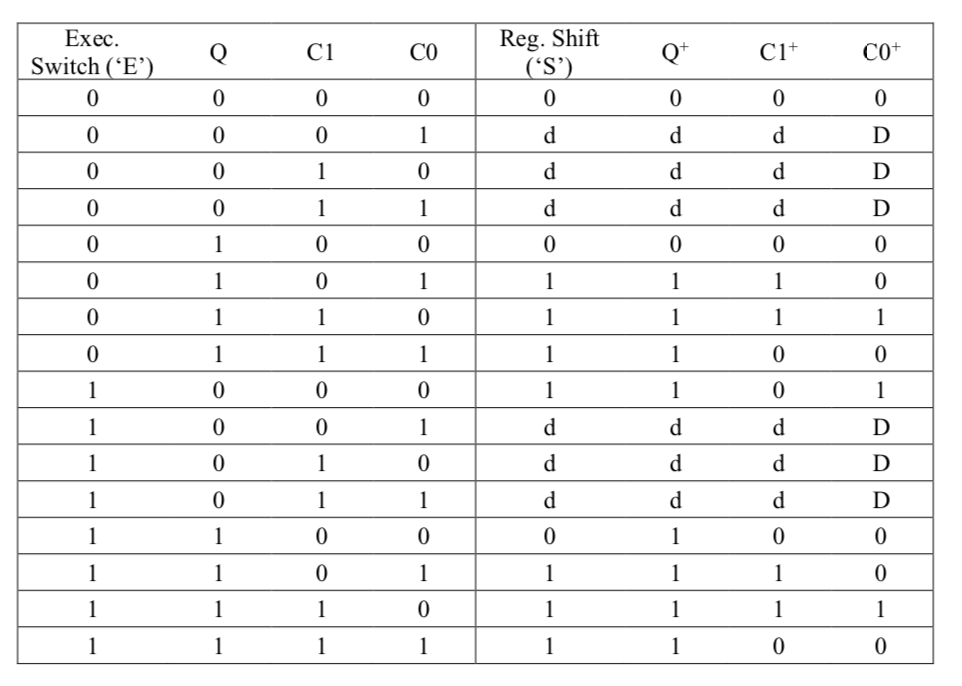 Exec. Switch (‘E’) Q C1 C0 Reg. Shift (‘S’) Q+ C1+ C0+
0 0 0 0 0 0 0 0
0 0 0 1 d d d D
0 0 1 0 d d d D
0 0 1 1 d d d D
0 1 0 0 0 0 0 0
0 1 0 1 1 1 1 0
0 1 1 0 1 1 1 1
0 1 1 1 1 1 0 0
1 0 0 0 1 1 0 1
1 0 0 1 d d d D
1 0 1 0 d d d D
1 0 1 1 d d d D
1 1 0 0 0 1 0 0
1 1 0 1 1 1 1 0
1 1 1 0 1 1 1 1
1 1 1 1 1 1 0 0